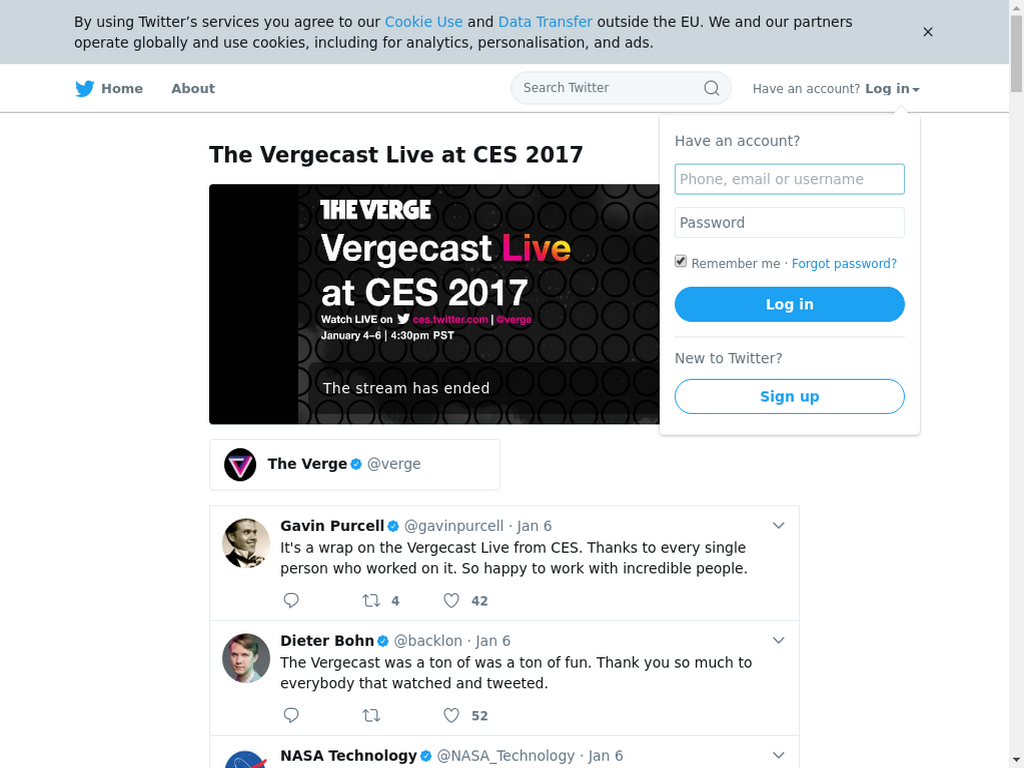 By using Twitter’s services you agree to our Cookie Use and Data Transfer outside the EU. We and our partners
operate globally and use cookies, including for analytics, personalisation, and ads.
Home
About
Search Twitter
Have an account? Log in
The Vergecast Live at CES 2017
THE VERGE
Vergecast Live
at CES 2017
Watch LIVE on ces.twitter.com | @verge
January 4–6 | 4:30pm PST
The stream has ended
Have an account?
Phone, email or username
Password
Remember me · Forgot password?
Log in
New to Twitter?
Sign up
The Verge @verge
Gavin Purcell @gavinpurcell · Jan 6
It's a wrap on the Vergecast Live from CES. Thanks to every single
person who worked on it. So happy to work with incredible people.
4 42
Dieter Bohn @backlon · Jan 6
The Vergecast was a ton of was a ton of fun. Thank you so much to
everybody that watched and tweeted.
52
NASA Technology @NASA_Technology · Jan 6